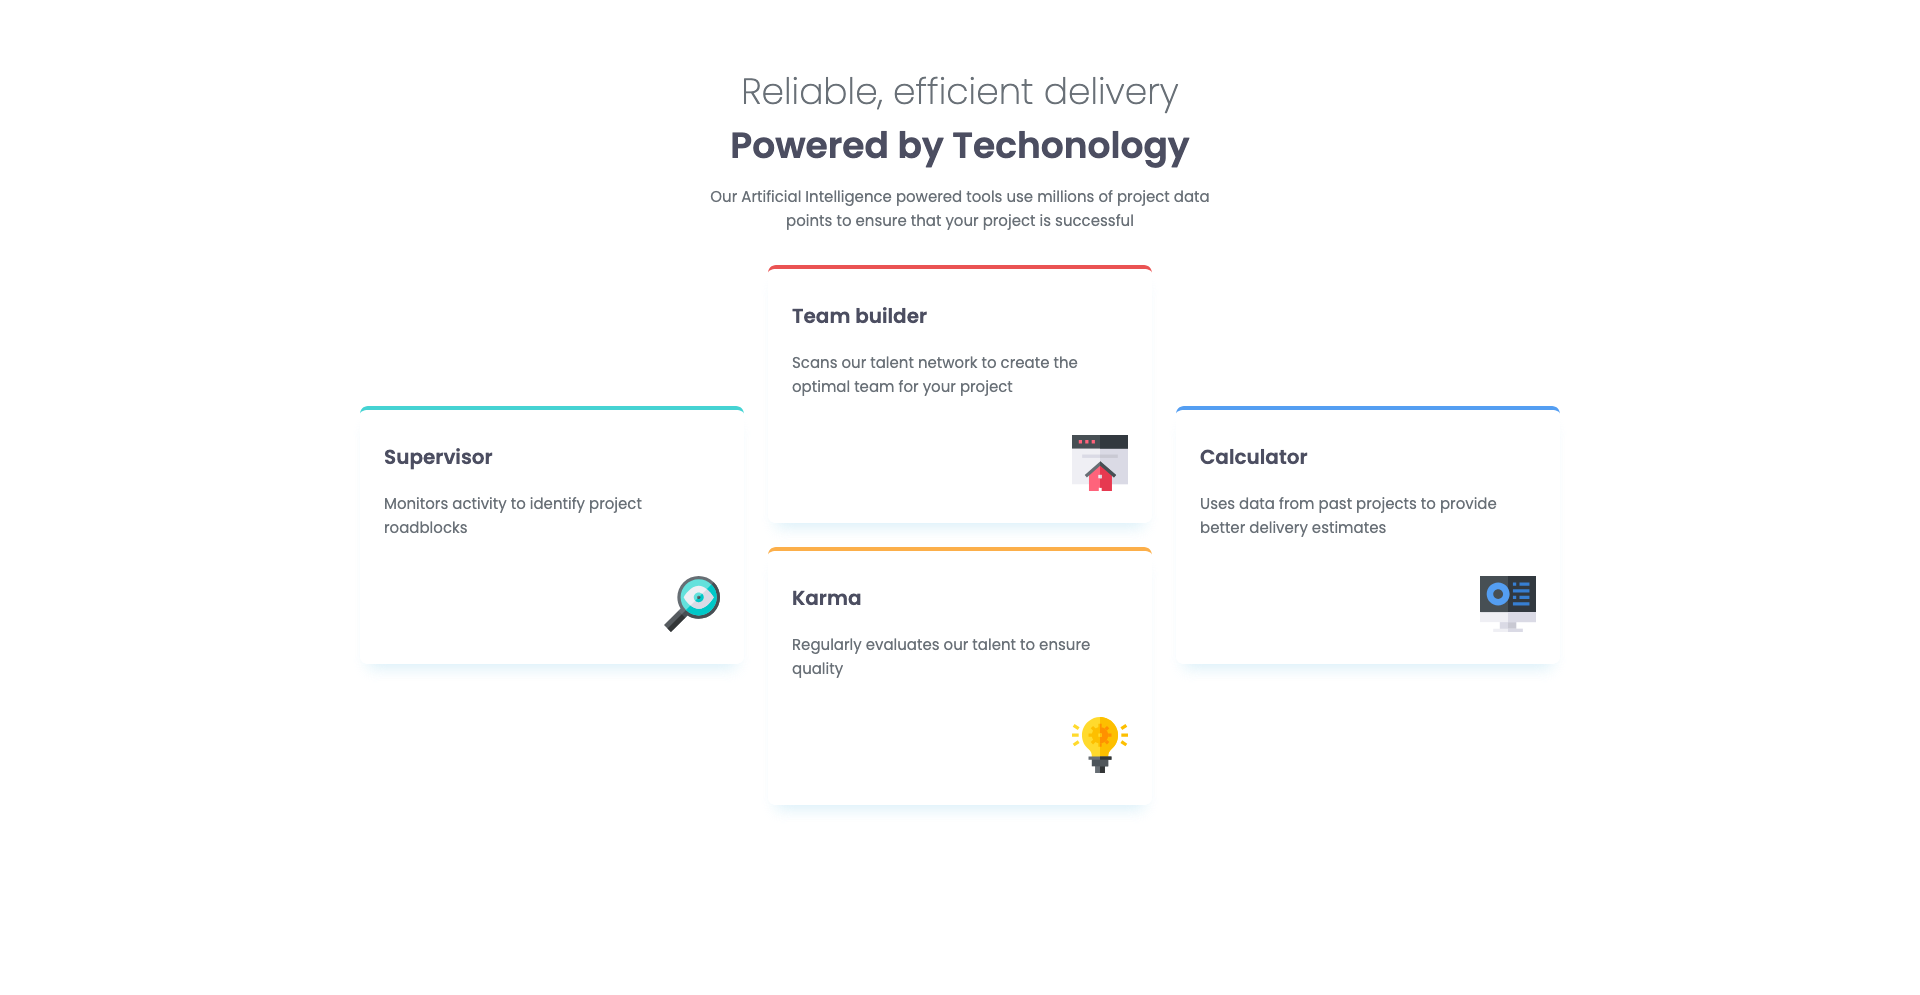 Reliable, efficient delivery
Powered by Techonology
Our Artificial Intelligence powered tools use millions of project data
points to ensure that your project is successful
Supervisor
Monitors activity to identify project
roadblocks
Team builder
Scans our talent network to create the
optimal team for your project
Karma
Regularly evaluates our talent to ensure
quality
Calculator
Uses data from past projects to provide
better delivery estimates